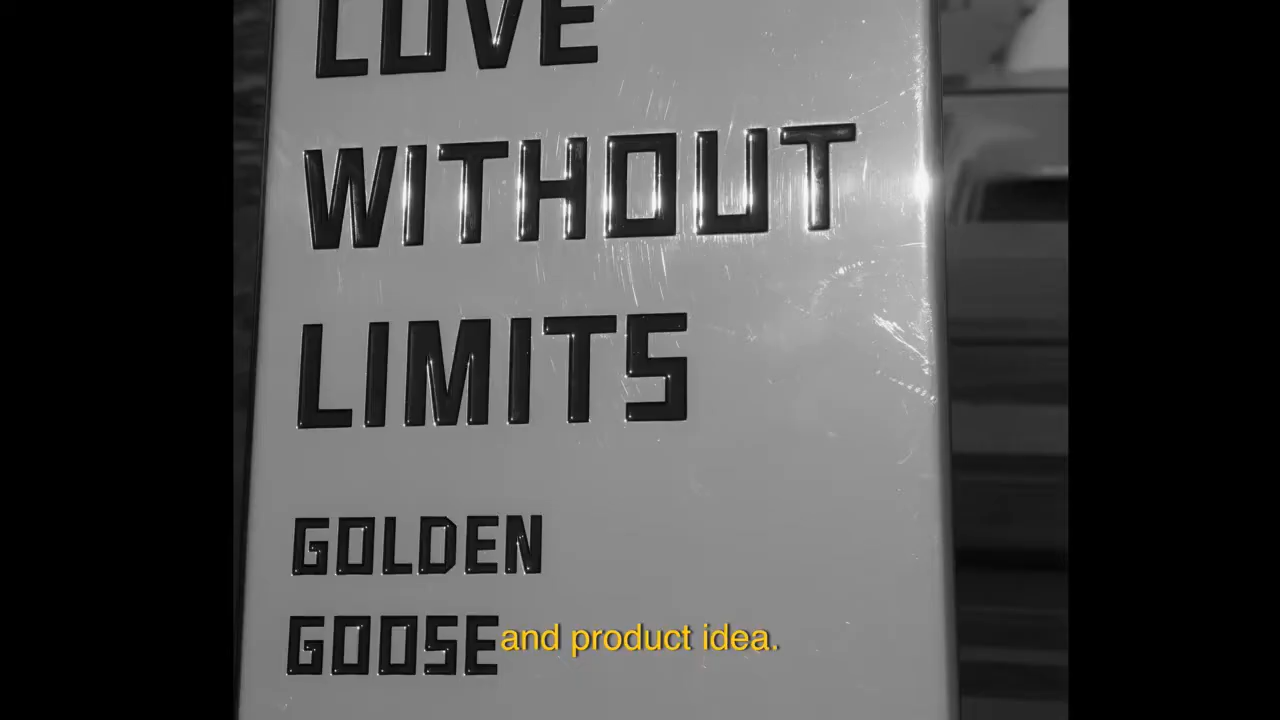 LOVE
WITHOUT
LIMITS
GOLDEN
GOOSE
and product idea.